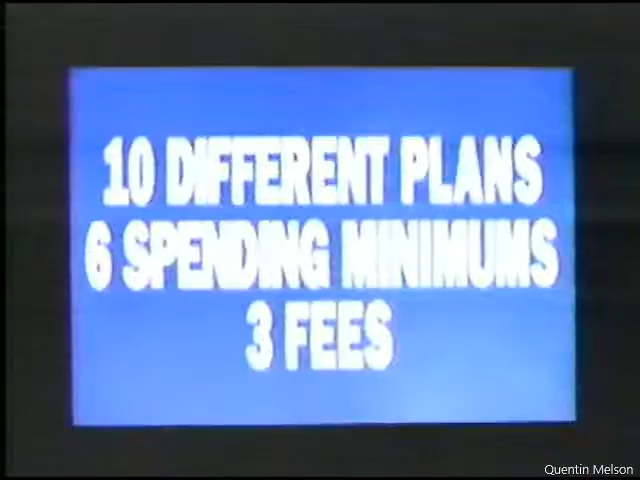 10 DIFFERENT PLANS
6 SPENDING MINIMUMS
3 FEES
Quentin Melson